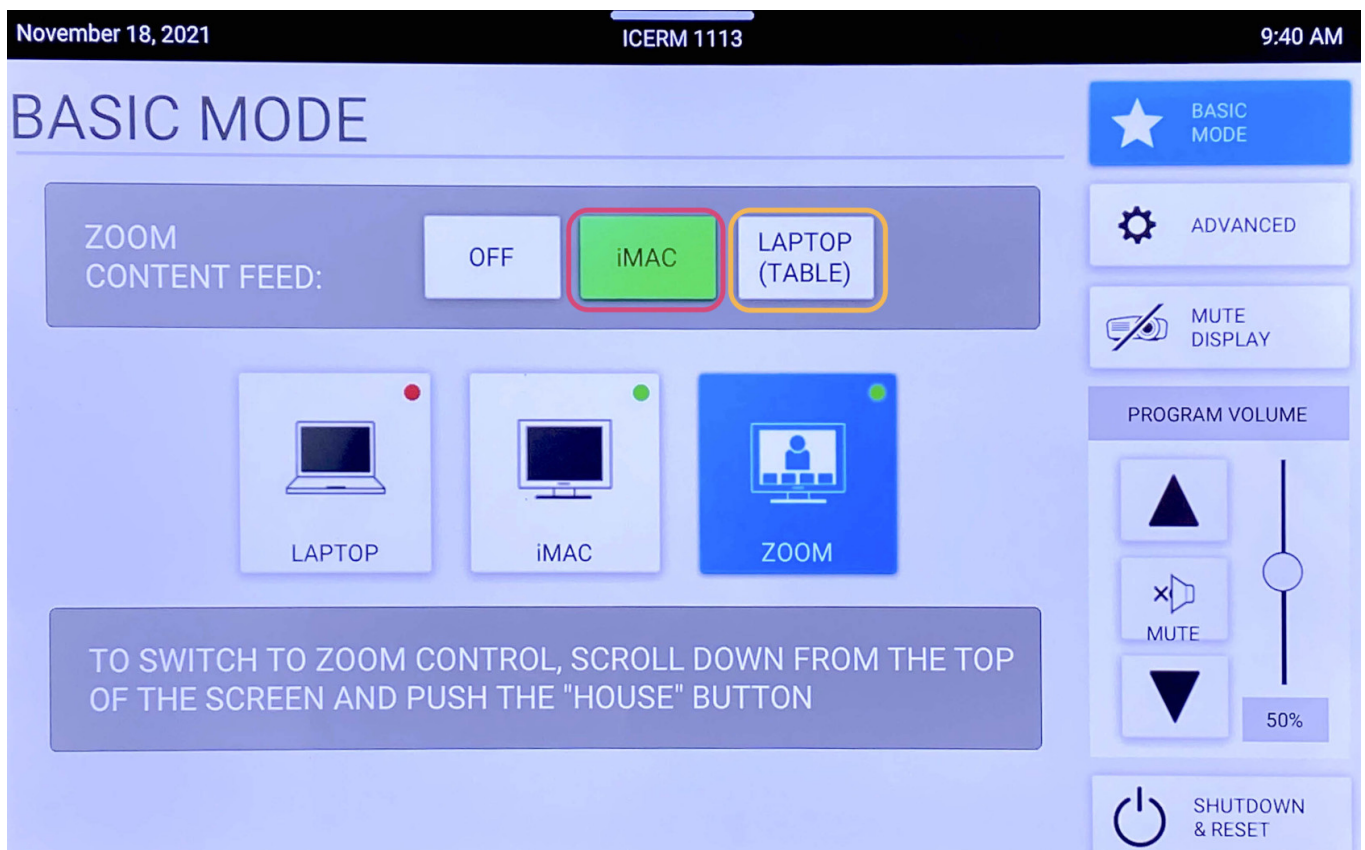 November 18, 2021
ICERM 1113
9:40 AM
BASIC MODE
ZOOM
CONTENT FEED:
OFF
iMAC
LAPTOP
(TABLE)
LAPTOP
iMAC
ZOOM
TO SWITCH TO ZOOM CONTROL, SCROLL DOWN FROM THE TOP
OF THE SCREEN AND PUSH THE "HOUSE" BUTTON
BASIC
MODE
ADVANCED
MUTE
DISPLAY
PROGRAM VOLUME
MUTE
50%
SHUTDOWN
& RESET